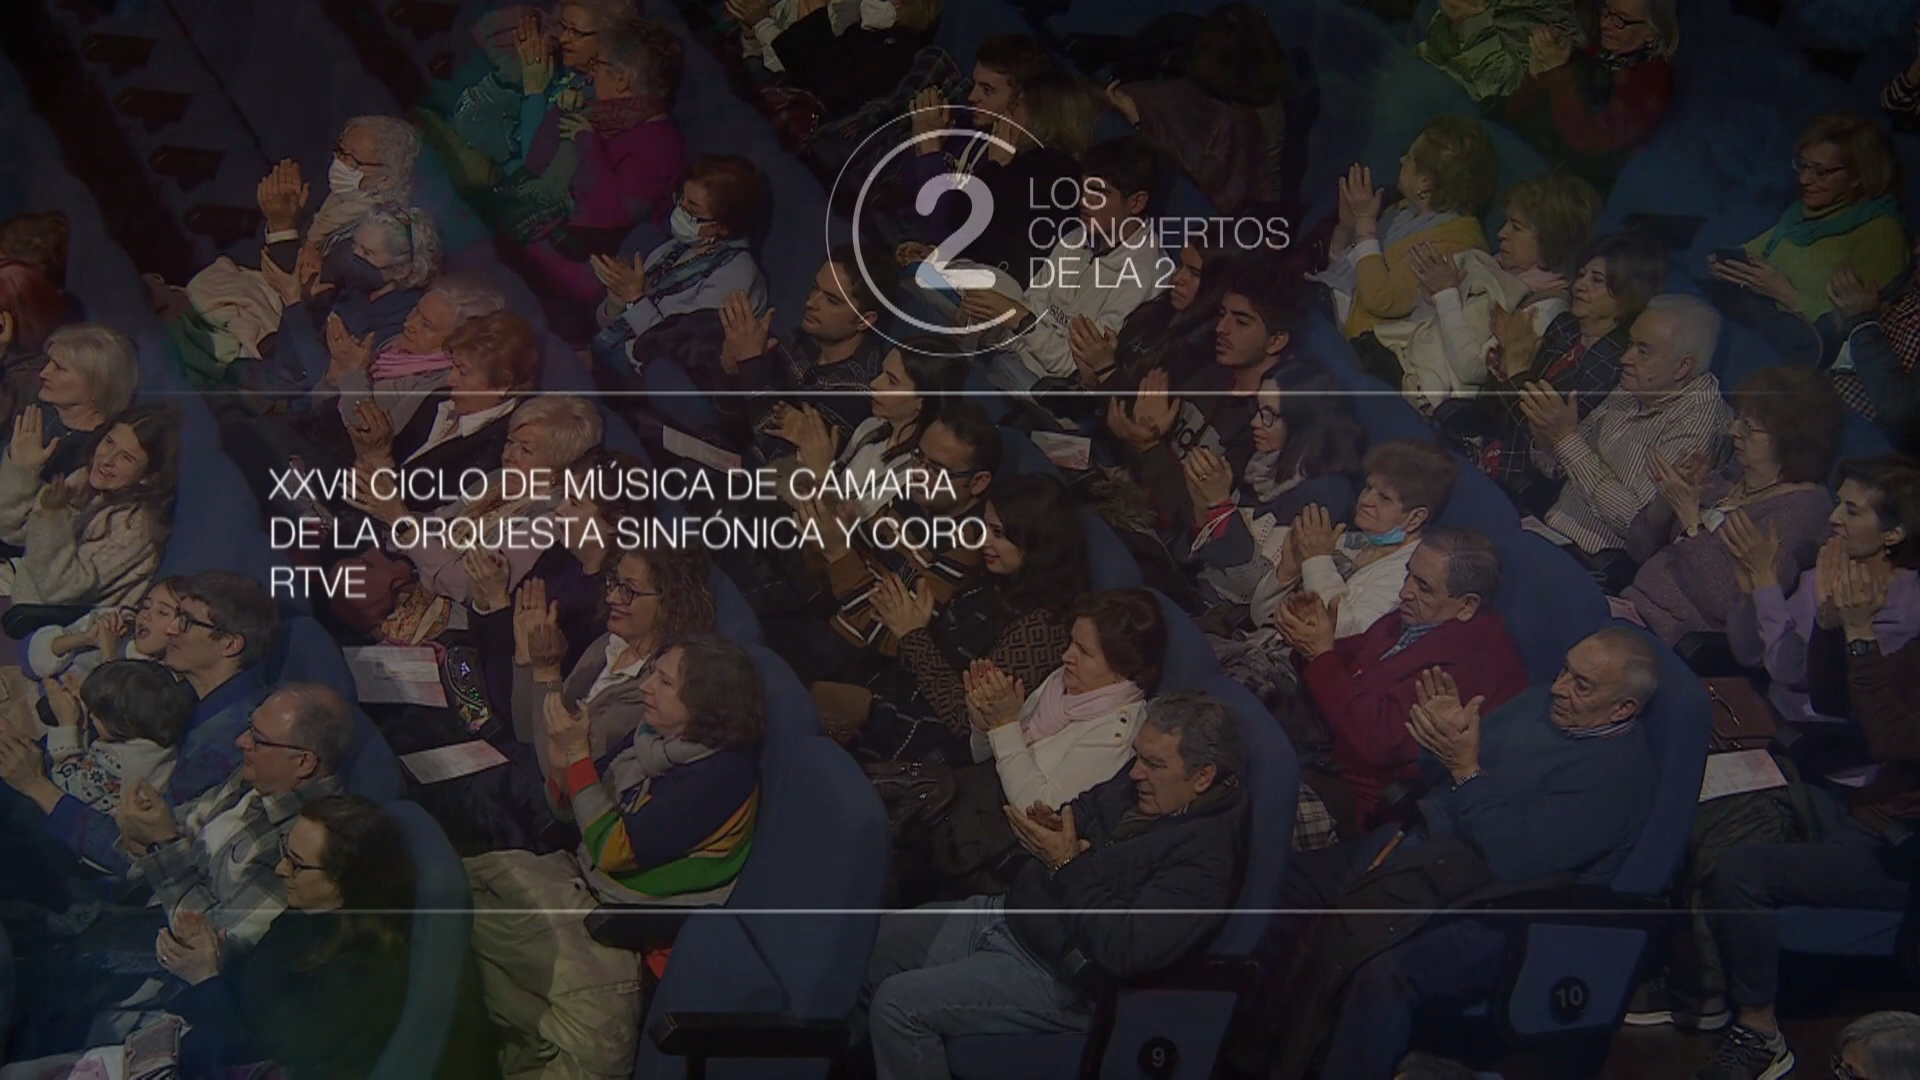 2
LOS
CONCIERTOS
DE LA 2
XXVII CICLO DE MÚSICA DE CÁMARA
DE LA ORQUESTA SINFÓNICA Y CORO
RTVE
10
9